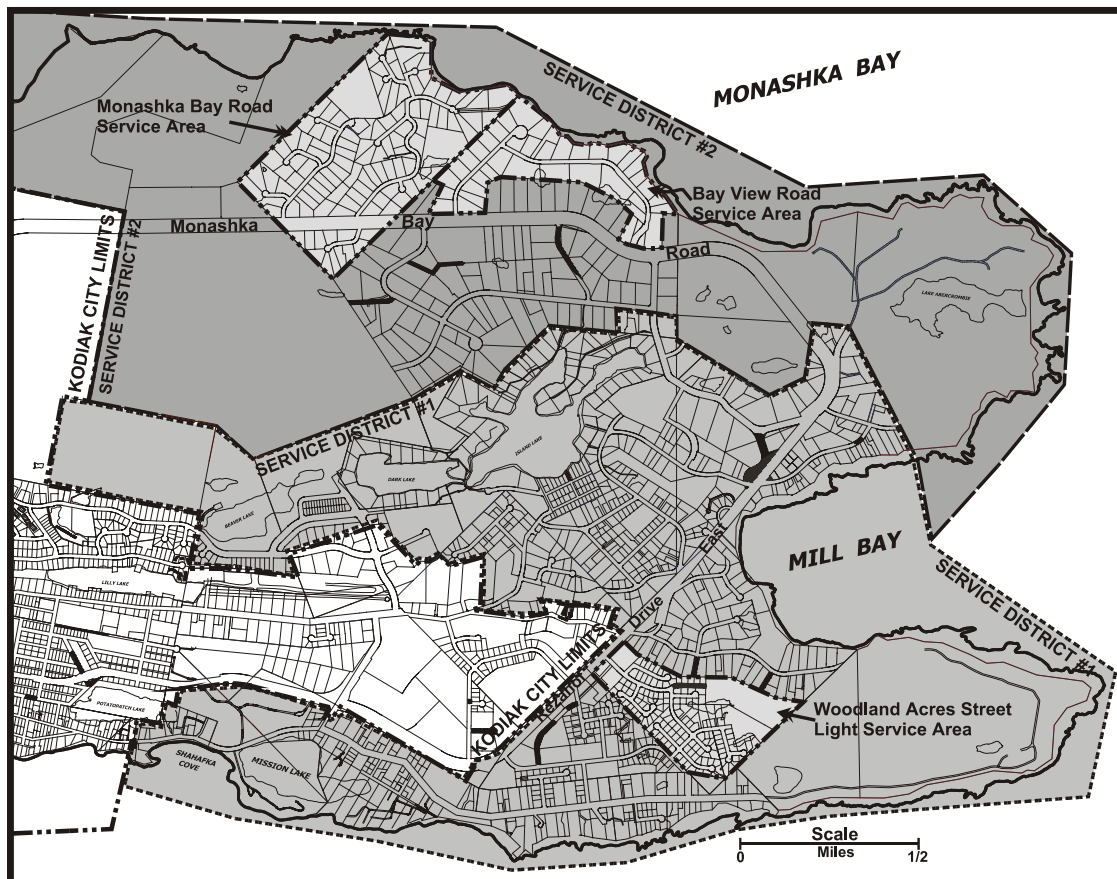 MONASHKA BAY
SERVICE DISTRICT #2
Monashka Bay Road
Service Area
Bay View Road
Service Area
Monashka Bay Road
KODIAK CITY LIMITS
SERVICE DISTRICT #2
LAKE ABERCROMBIE
SERVICE DISTRICT #1
ISLAND LAKE
DARK LAKE
BEAVER LAKE
East
MILL BAY
LILLY LAKE
SERVICE DISTRICT #1
Drive
KODIAK CITY LIMITS
Rezanof
POTATOPATCH LAKE
Woodland Acres Street
Light Service Area
SHAHAFKA
COVE
MISSION LAKE
Scale
Miles
0 1/2